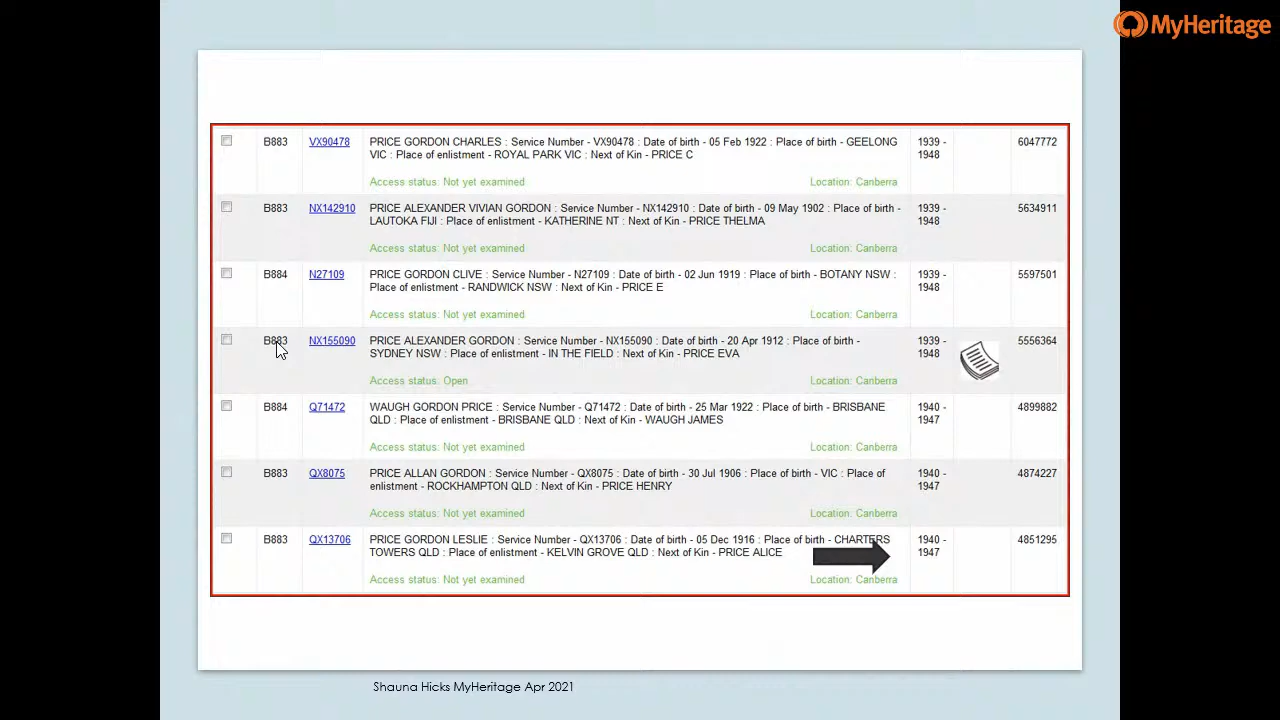 MyHeritage
B883 VX90478 PRICE GORDON CHARLES : Service Number - VX90478 : Date of birth - 05 Feb 1922 : Place of birth - GEELONG 1939 - 6047772
VIC : Place of enlistment - ROYAL PARK VIC : Next of Kin - PRICE C 1948
Access status: Not yet examined Location: Canberra
B883 NX142910 PRICE ALEXANDER VIVIAN GORDON : Service Number - NX142910 : Date of birth - 09 May 1902 : Place of birth - 1939 - 5634911
LAUTOKA FIJI : Place of enlistment - KATHERINE NT : Next of Kin - PRICE THELMA 1948
Access status: Not yet examined Location: Canberra
B884 N27109 PRICE GORDON CLIVE : Service Number - N27109 : Date of birth - 02 Jun 1919 : Place of birth - BOTANY NSW : 1939 - 5597501
Place of enlistment - RANDWICK NSW : Next of Kin - PRICE E 1948
Access status: Not yet examined Location: Canberra
B883 NX155090 PRICE ALEXANDER GORDON : Service Number - NX155090 : Date of birth - 20 Apr 1912 : Place of birth - 1939 - 5556364
SYDNEY NSW : Place of enlistment - IN THE FIELD : Next of Kin - PRICE EVA 1948
Access status: Open Location: Canberra
B884 Q71472 WAUGH GORDON PRICE : Service Number - Q71472 : Date of birth - 25 Mar 1922 : Place of birth - BRISBANE 1940 - 4899882
QLD : Place of enlistment - BRISBANE QLD : Next of Kin - WAUGH JAMES 1947
Access status: Not yet examined Location: Canberra
B883 QX8075 PRICE ALLAN GORDON : Service Number - QX8075 : Date of birth - 30 Jul 1906 : Place of birth - VIC : Place of 1940 - 4874227
enlistment - ROCKHAMPTON QLD : Next of Kin - PRICE HENRY 1947
Access status: Not yet examined Location: Canberra
B883 QX13706 PRICE GORDON LESLIE : Service Number - QX13706 : Date of birth - 05 Dec 1916 : Place of birth - CHARTERS 1940 - 4851295
TOWERS QLD : Place of enlistment - KELVIN GROVE QLD : Next of Kin - PRICE ALICE 1947
Access status: Not yet examined Location: Canberra
Shauna Hicks MyHeritage Apr 2021